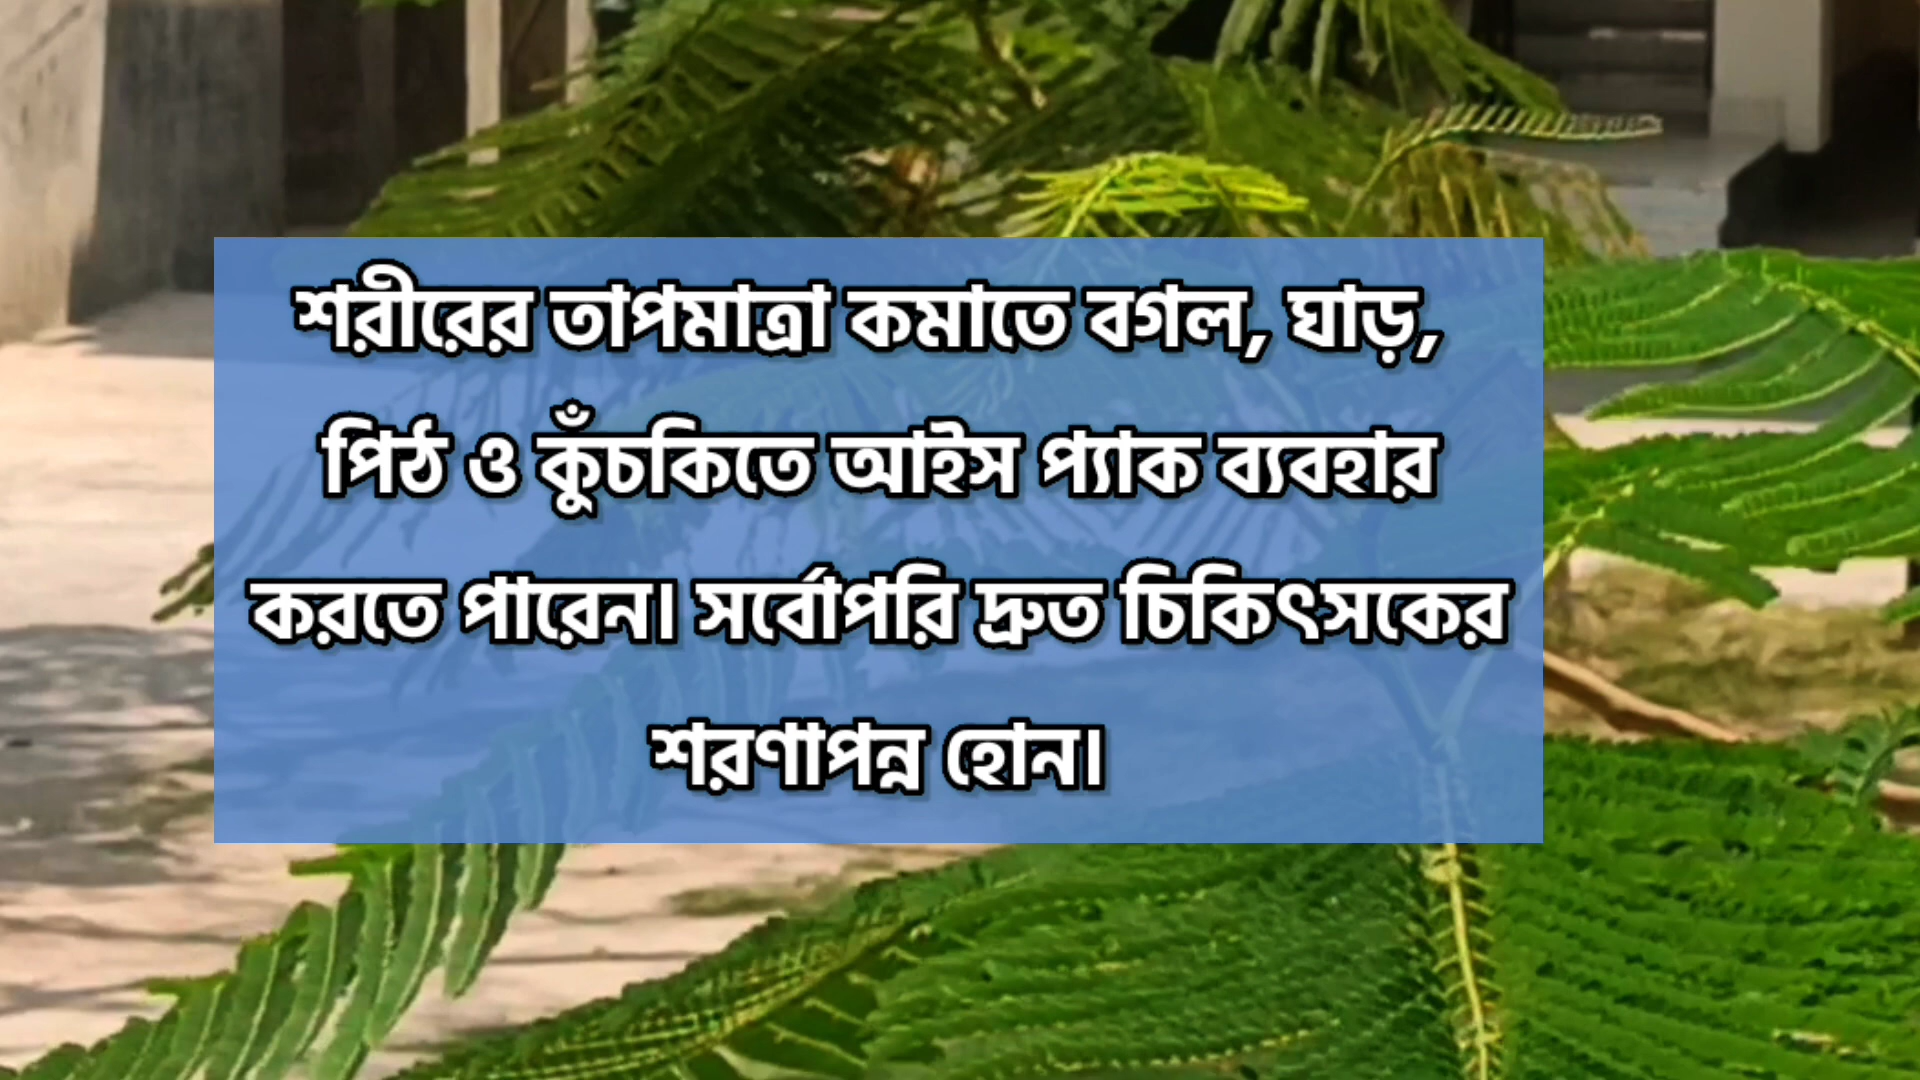 শরীরের তাপমাত্রা কমাতে বগল, ঘাড়,
পিঠ ও কুঁচকিতে আইস প্যাক ব্যবহার
করতে পারেন। সর্বোপরি দ্রুত চিকিৎসকের
শরণাপন্ন হোন।